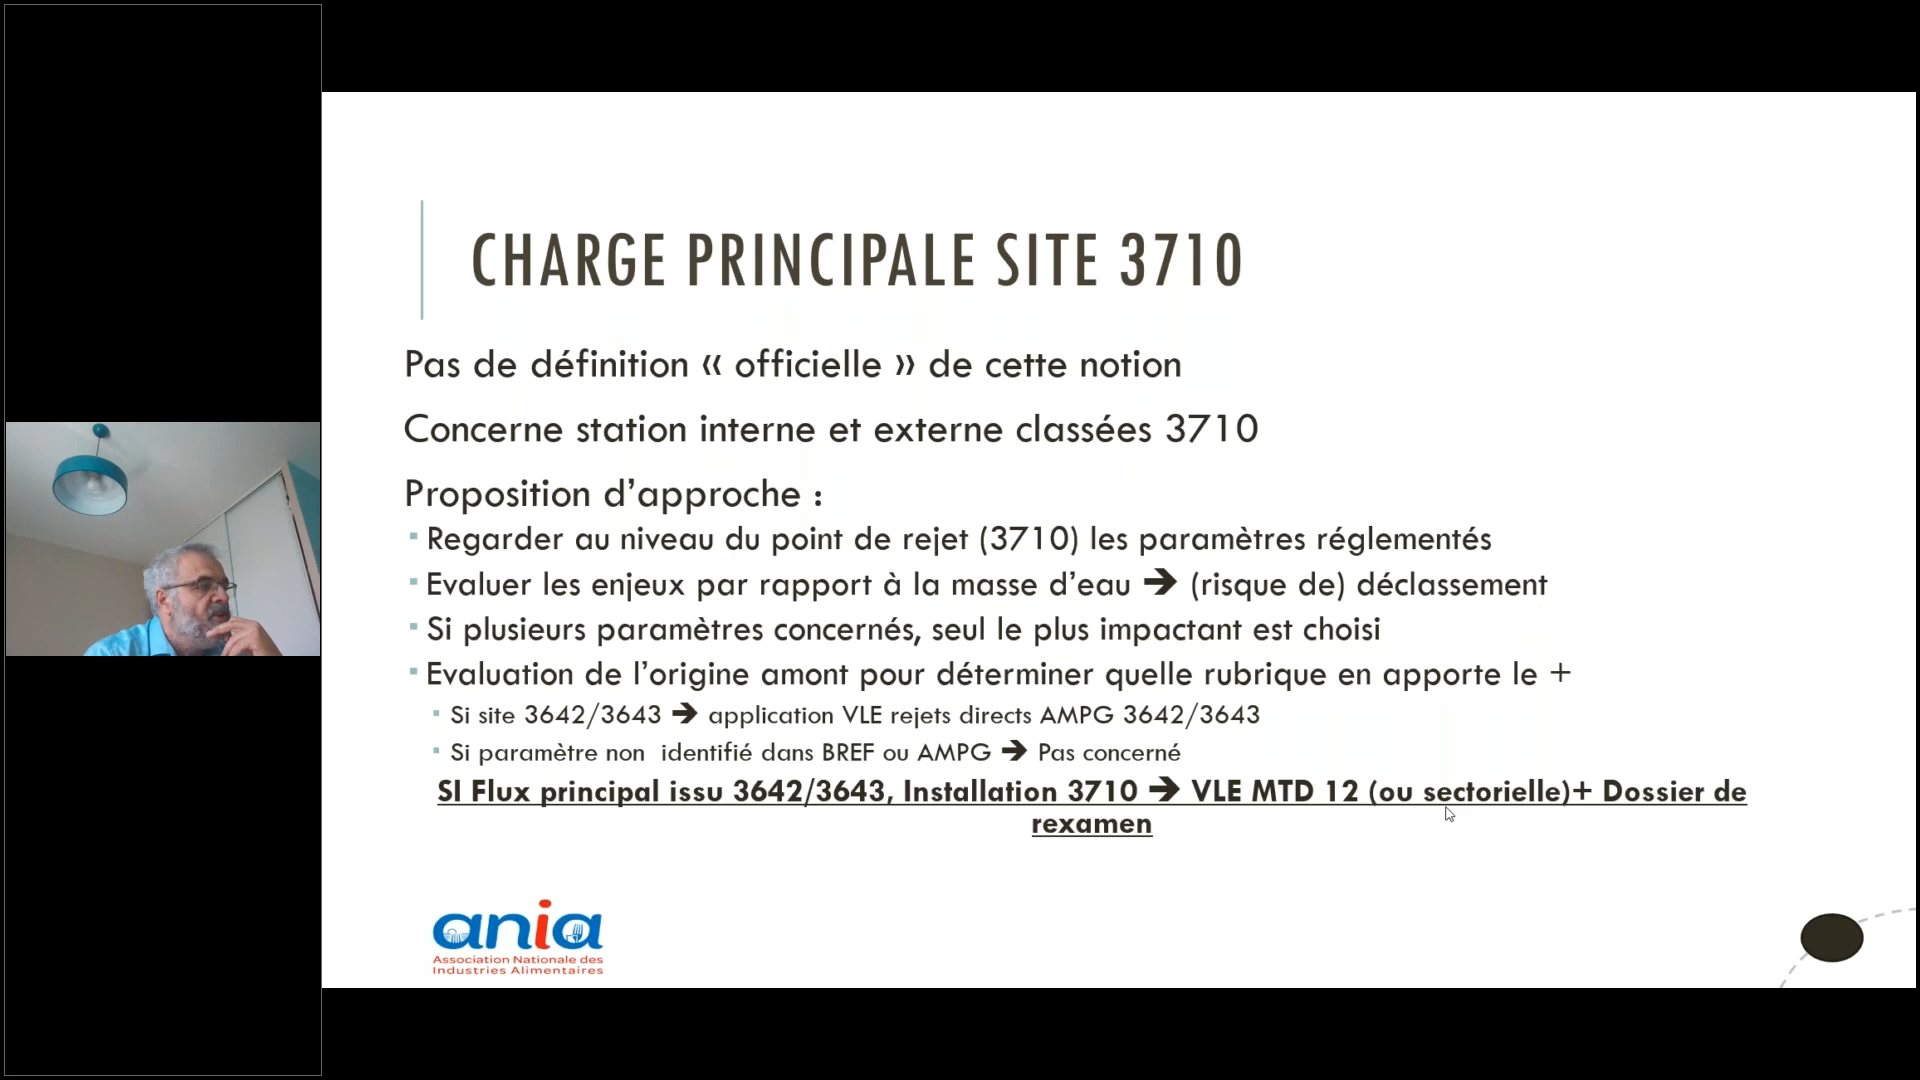 CHARGE PRINCIPALE SITE 3710
Pas de définition « officielle » de cette notion
Concerne station interne et externe classées 3710
Proposition d’approche :
Regarder au niveau du point de rejet (3710) les paramètres réglementés
Evaluer les enjeux par rapport à la masse d’eau ➔ (risque de) déclassement
Si plusieurs paramètres concernés, seul le plus impactant est choisi
Evaluation de l’origine amont pour déterminer quelle rubrique en apporte le +
Si site 3642/3643 ➔ application VLE rejets directs AMPG 3642/3643
Si paramètre non identifié dans BREF ou AMPG ➔ Pas concerné
SI Flux principal issu 3642/3643, Installation 3710 ➔ VLE MTD 12 (ou sectorielle)+ Dossier de
rexamen
ania
Association Nationale des
Industries Alimentaires